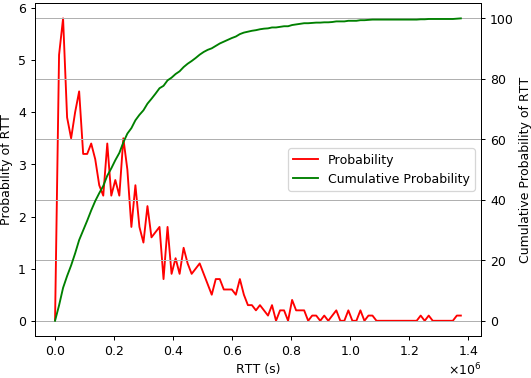 6
5
4
3
2
1
0
Probability of RTT
100
80
60
40
20
0
Cumulative Probability of RTT
Probability
Cumulative Probability
0.0 0.2 0.4 0.6 0.8 1.0 1.2 1.4
×10⁶
RTT (s)